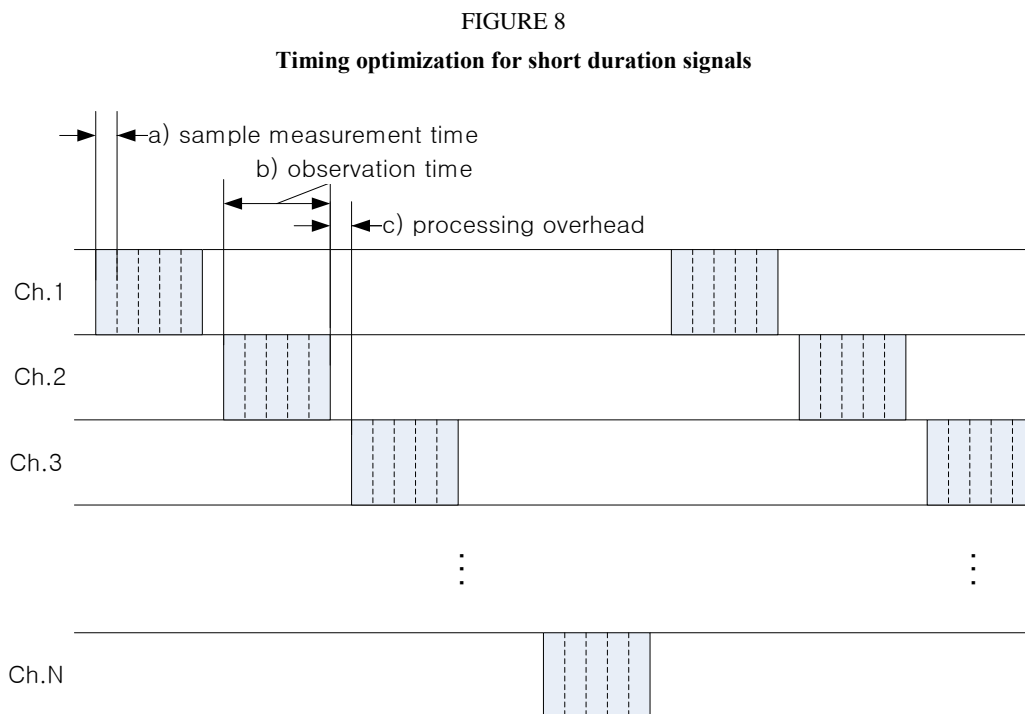 FIGURE 8
Timing optimization for short duration signals
a) sample measurement time
b) observation time
c) processing overhead
Ch.1
Ch.2
Ch.3
⋮ ⋮
Ch.N